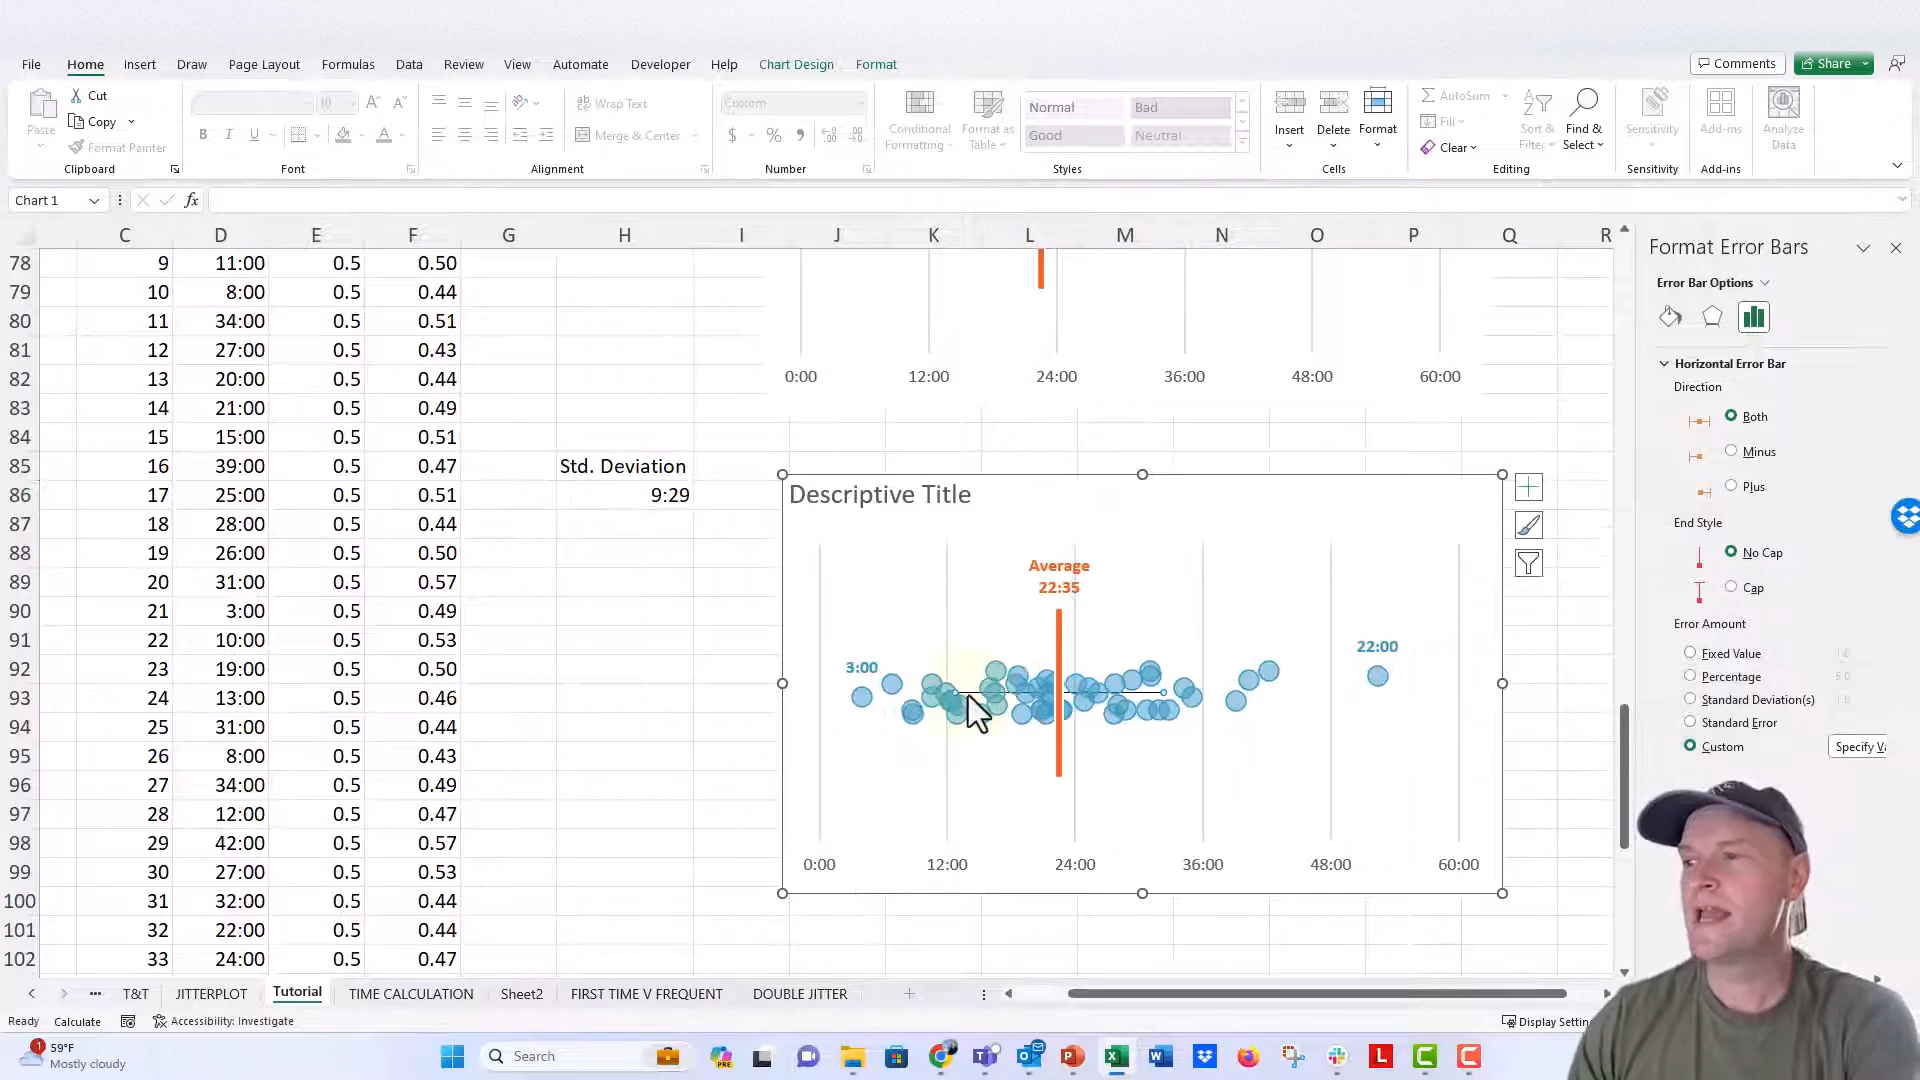 File Home Insert Draw Page Layout Formulas Data Review View Automate Developer Help Chart Design Format Comments Share
Paste Cut Copy Format Painter Clipboard
10 A A B I U A Font
ab Wrap Text Merge & Center Alignment
Custom $ % , Number
Conditional Formatting Format as Table Normal Bad Good Neutral Styles
Insert Delete Format Cells
AutoSum Fill Clear Sort & Filter Find & Select Editing
Sensitivity Sensitivity
Add-ins Add-ins
Analyze Data
Chart 1 fx
C D E F G H I J K L M N O P Q R
78 9 11:00 0.5 0.50
79 10 8:00 0.5 0.44
80 11 34:00 0.5 0.51
81 12 27:00 0.5 0.43
82 13 20:00 0.5 0.44
83 14 21:00 0.5 0.49
84 15 15:00 0.5 0.51
85 16 39:00 0.5 0.47 Std. Deviation
86 17 25:00 0.5 0.51 9:29
87 18 28:00 0.5 0.44
88 19 26:00 0.5 0.50
89 20 31:00 0.5 0.57
90 21 3:00 0.5 0.49
91 22 10:00 0.5 0.53
92 23 19:00 0.5 0.50
93 24 13:00 0.5 0.46
94 25 31:00 0.5 0.44
95 26 8:00 0.5 0.43
96 27 34:00 0.5 0.49
97 28 12:00 0.5 0.47
98 29 42:00 0.5 0.57
99 30 27:00 0.5 0.53
100 31 32:00 0.5 0.44
101 32 22:00 0.5 0.44
102 33 24:00 0.5 0.47
0:00 12:00 24:00 36:00 48:00 60:00
Descriptive Title
Average
22:35
3:00
22:00
0:00 12:00 24:00 36:00 48:00 60:00
Format Error Bars
Error Bar Options
Horizontal Error Bar
Direction
Both
Minus
Plus
End Style
No Cap
Cap
Error Amount
Fixed Value
Percentage
Standard Deviation(s)
Standard Error
Custom
T&T JITTERPLOT Tutorial TIME CALCULATION Sheet2 FIRST TIME V FREQUENT DOUBLE JITTER
Ready Calculate Accessibility: Investigate Display
1 59°F
Mostly cloudy
Search
PRE